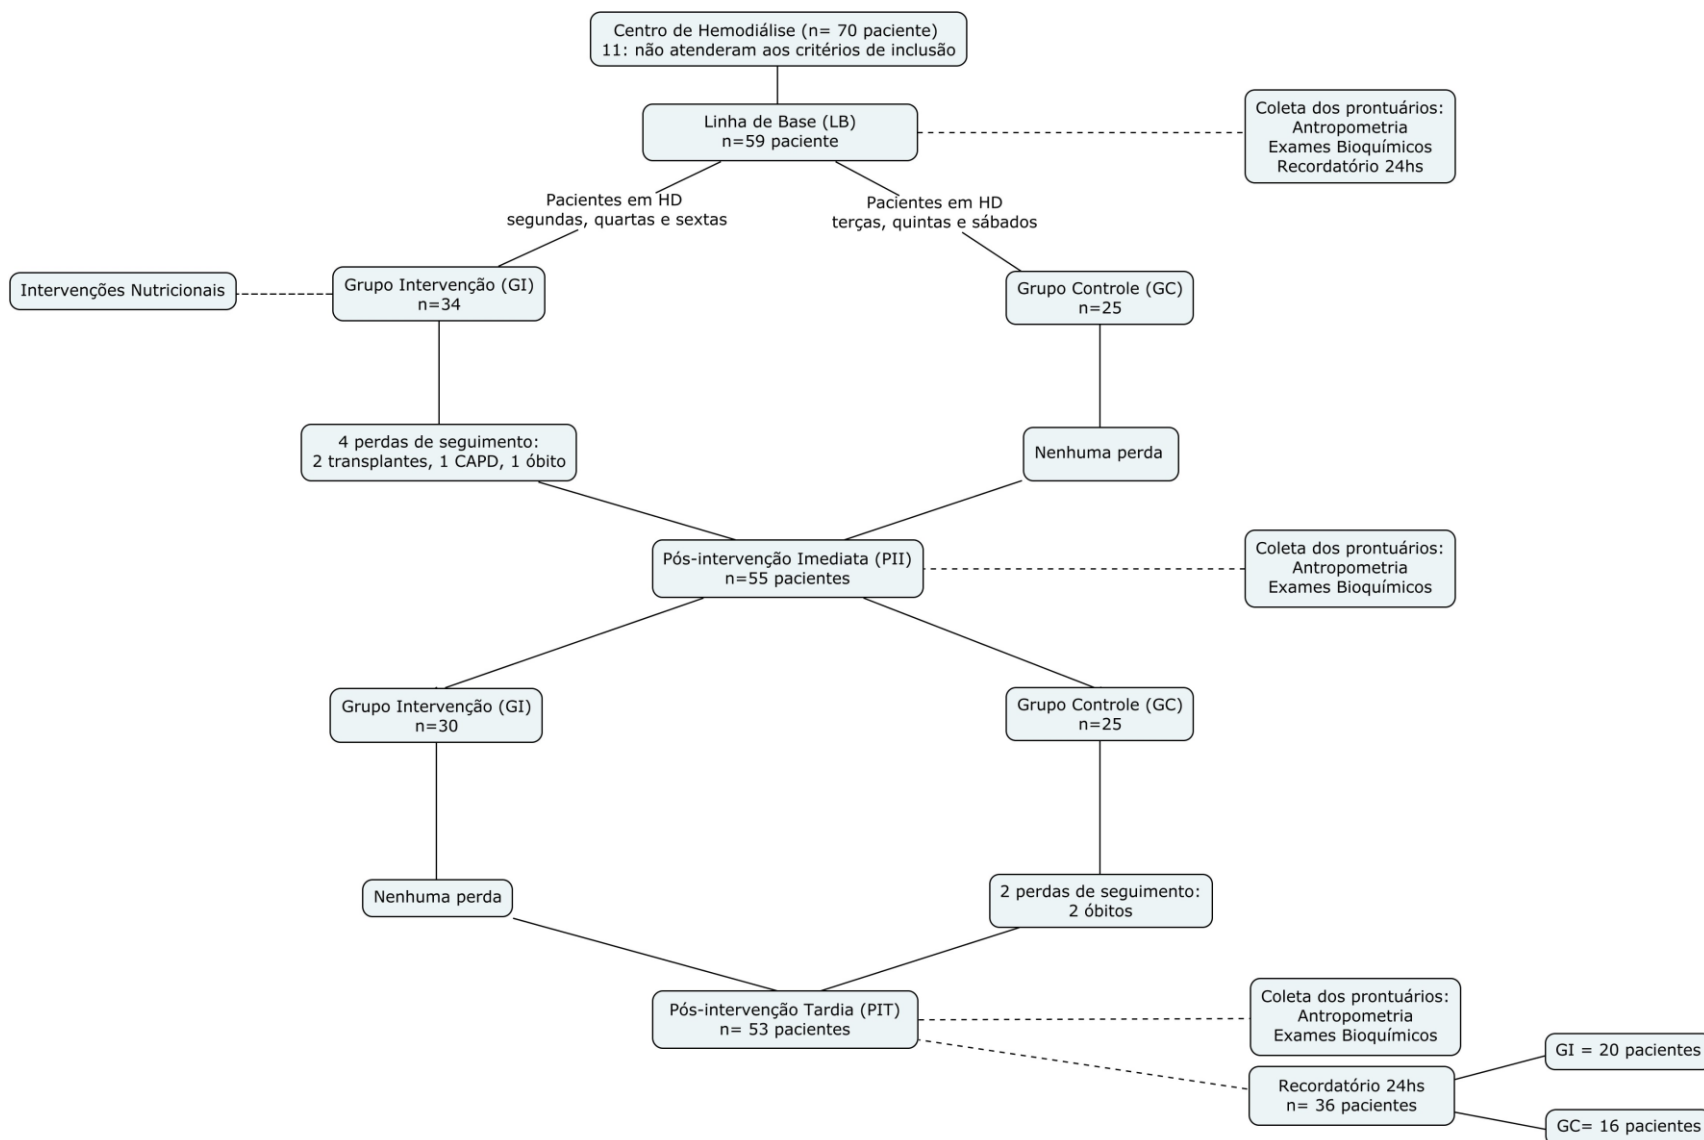 Centro de Hemodiálise (n= 70 paciente)
11: não atenderam aos critérios de inclusão
Linha de Base (LB)
n=59 paciente
Coleta dos prontuários:
Antropometria
Exames Bioquímicos
Recordatório 24hs
Pacientes em HD
segundas, quartas e sextas
Pacientes em HD
terças, quintas e sábados
Intervenções Nutricionais
Grupo Intervenção (GI)
n=34
Grupo Controle (GC)
n=25
4 perdas de seguimento:
2 transplantes, 1 CAPD, 1 óbito
Nenhuma perda
Pós-intervenção Imediata (PII)
n=55 pacientes
Coleta dos prontuários:
Antropometria
Exames Bioquímicos
Grupo Intervenção (GI)
n=30
Grupo Controle (GC)
n=25
Nenhuma perda
2 perdas de seguimento:
2 óbitos
Pós-intervenção Tardia (PIT)
n= 53 pacientes
Coleta dos prontuários:
Antropometria
Exames Bioquímicos
Recordatório 24hs
n= 36 pacientes
GI = 20 pacientes
GC= 16 pacientes